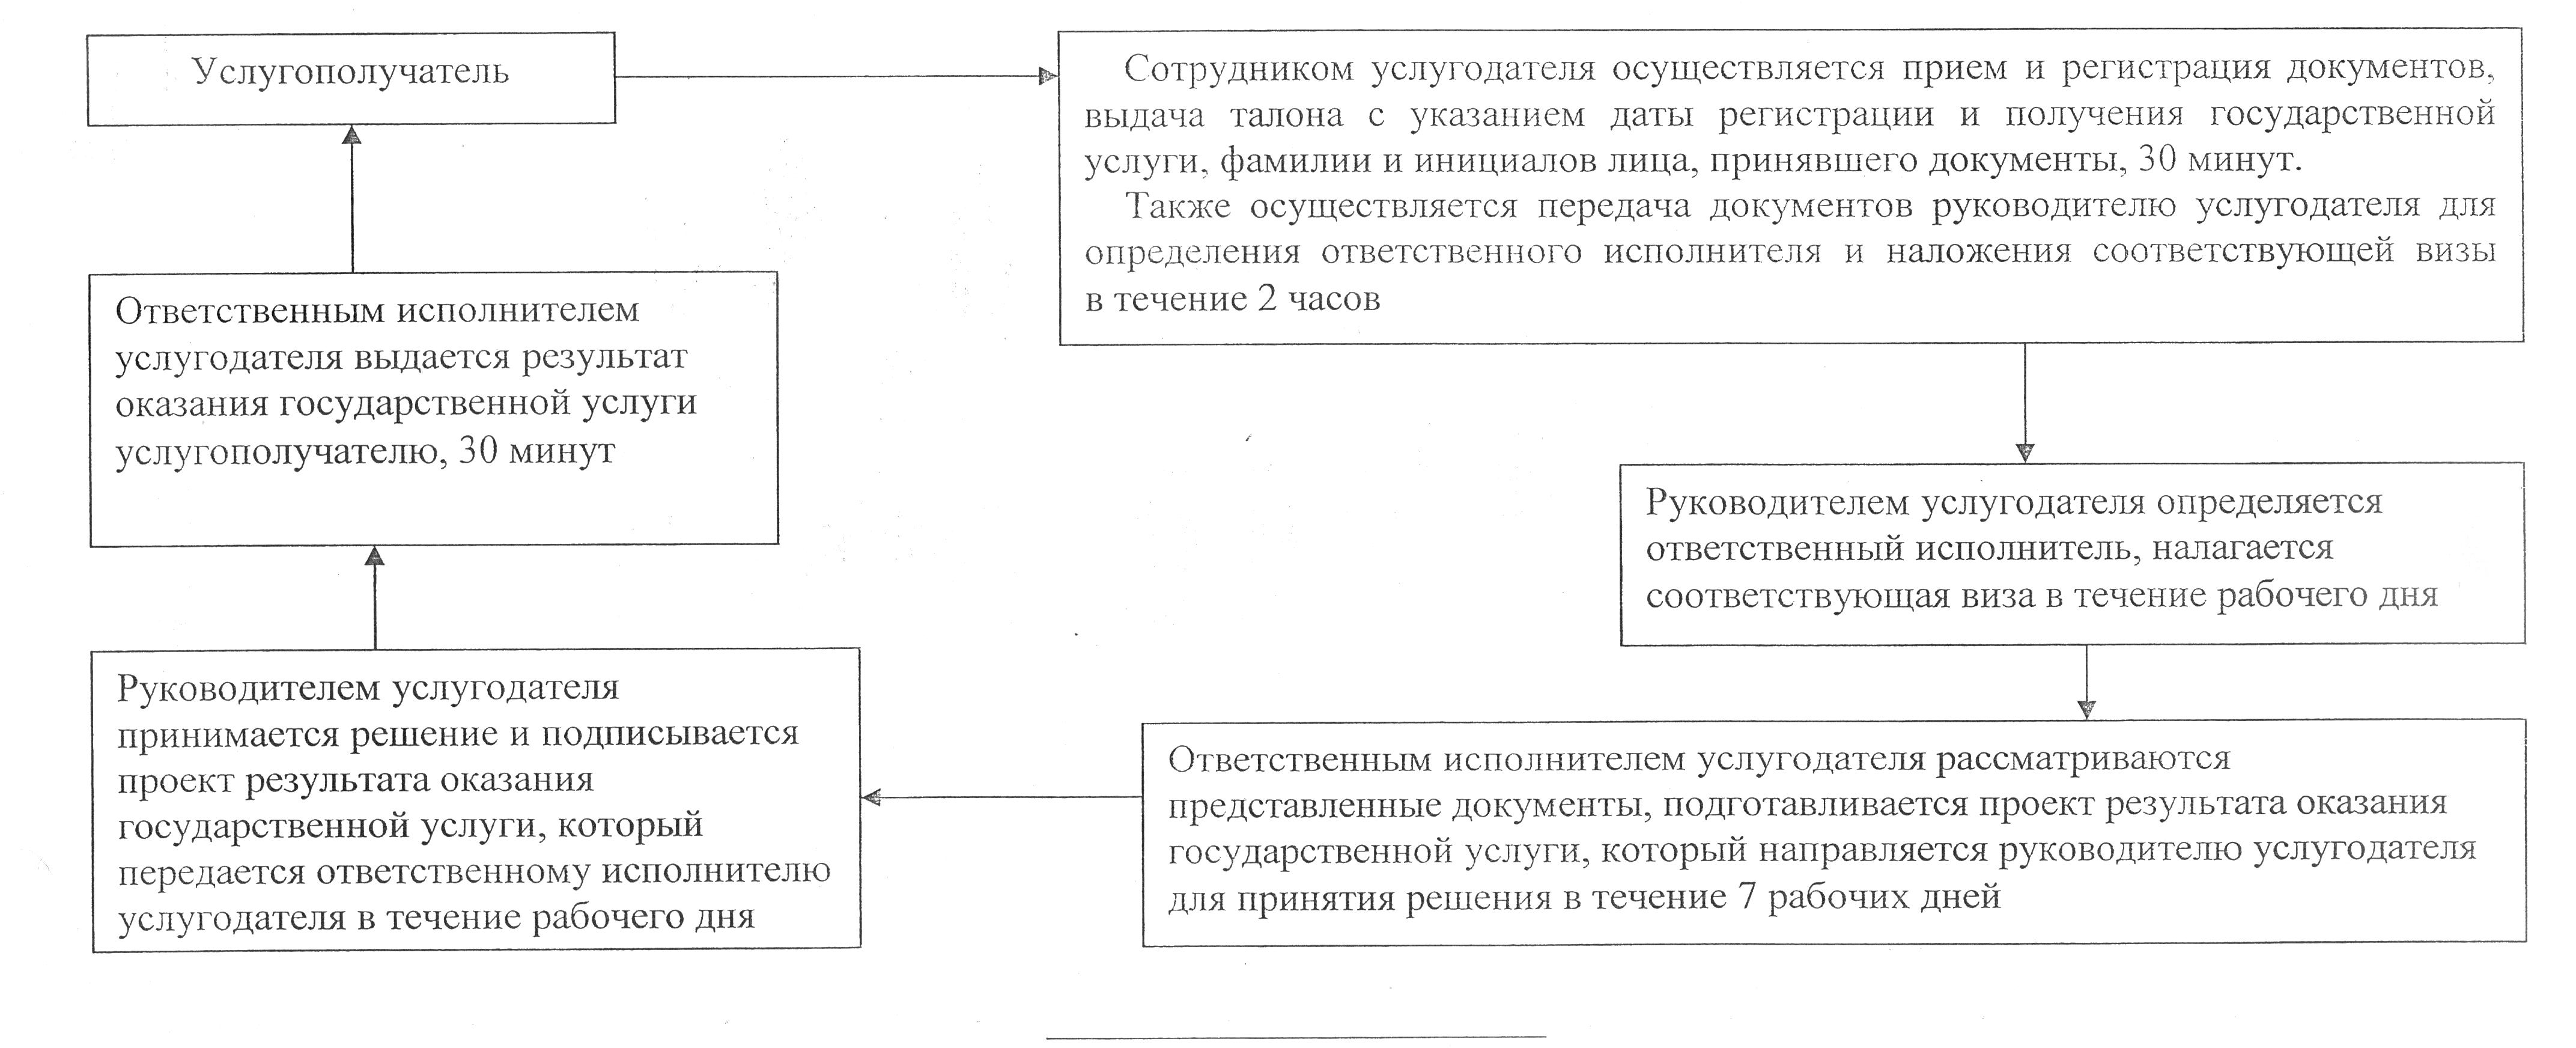 Услугополучатель
Сотрудником услугодателя осуществляется прием и регистрация документов,
выдача талона с указанием даты регистрации и получения государственной
услуги, фамилии и инициалов лица, принявшего документы, 30 минут.
Также осуществляется передача документов руководителю услугодателя для
определения ответственного исполнителя и наложения соответствующей визы
в течение 2 часов
Руководителем услугодателя определяется
ответственный исполнитель, налагается
соответствующая виза в течение рабочего дня
Ответственным исполнителем услугодателя рассматриваются
представленные документы, подготавливается проект результата оказания
государственной услуги, который направляется руководителю услугодателя
для принятия решения в течение 7 рабочих дней
Руководителем услугодателя
принимается решение и подписывается
проект результата оказания
государственной услуги, который
передается ответственному исполнителю
услугодателя в течение рабочего дня
Ответственным исполнителем
услугодателя выдается результат
оказания государственной услуги
услугополучателю, 30 минут